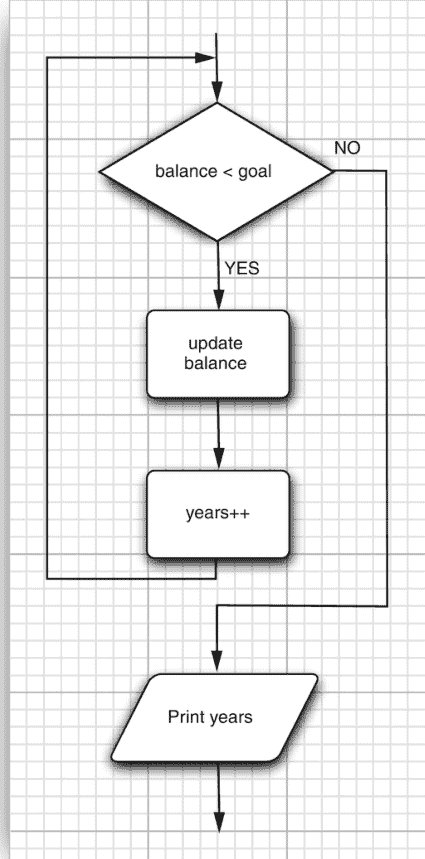 balance < goal
NO
YES
update
balance
years++
Print years